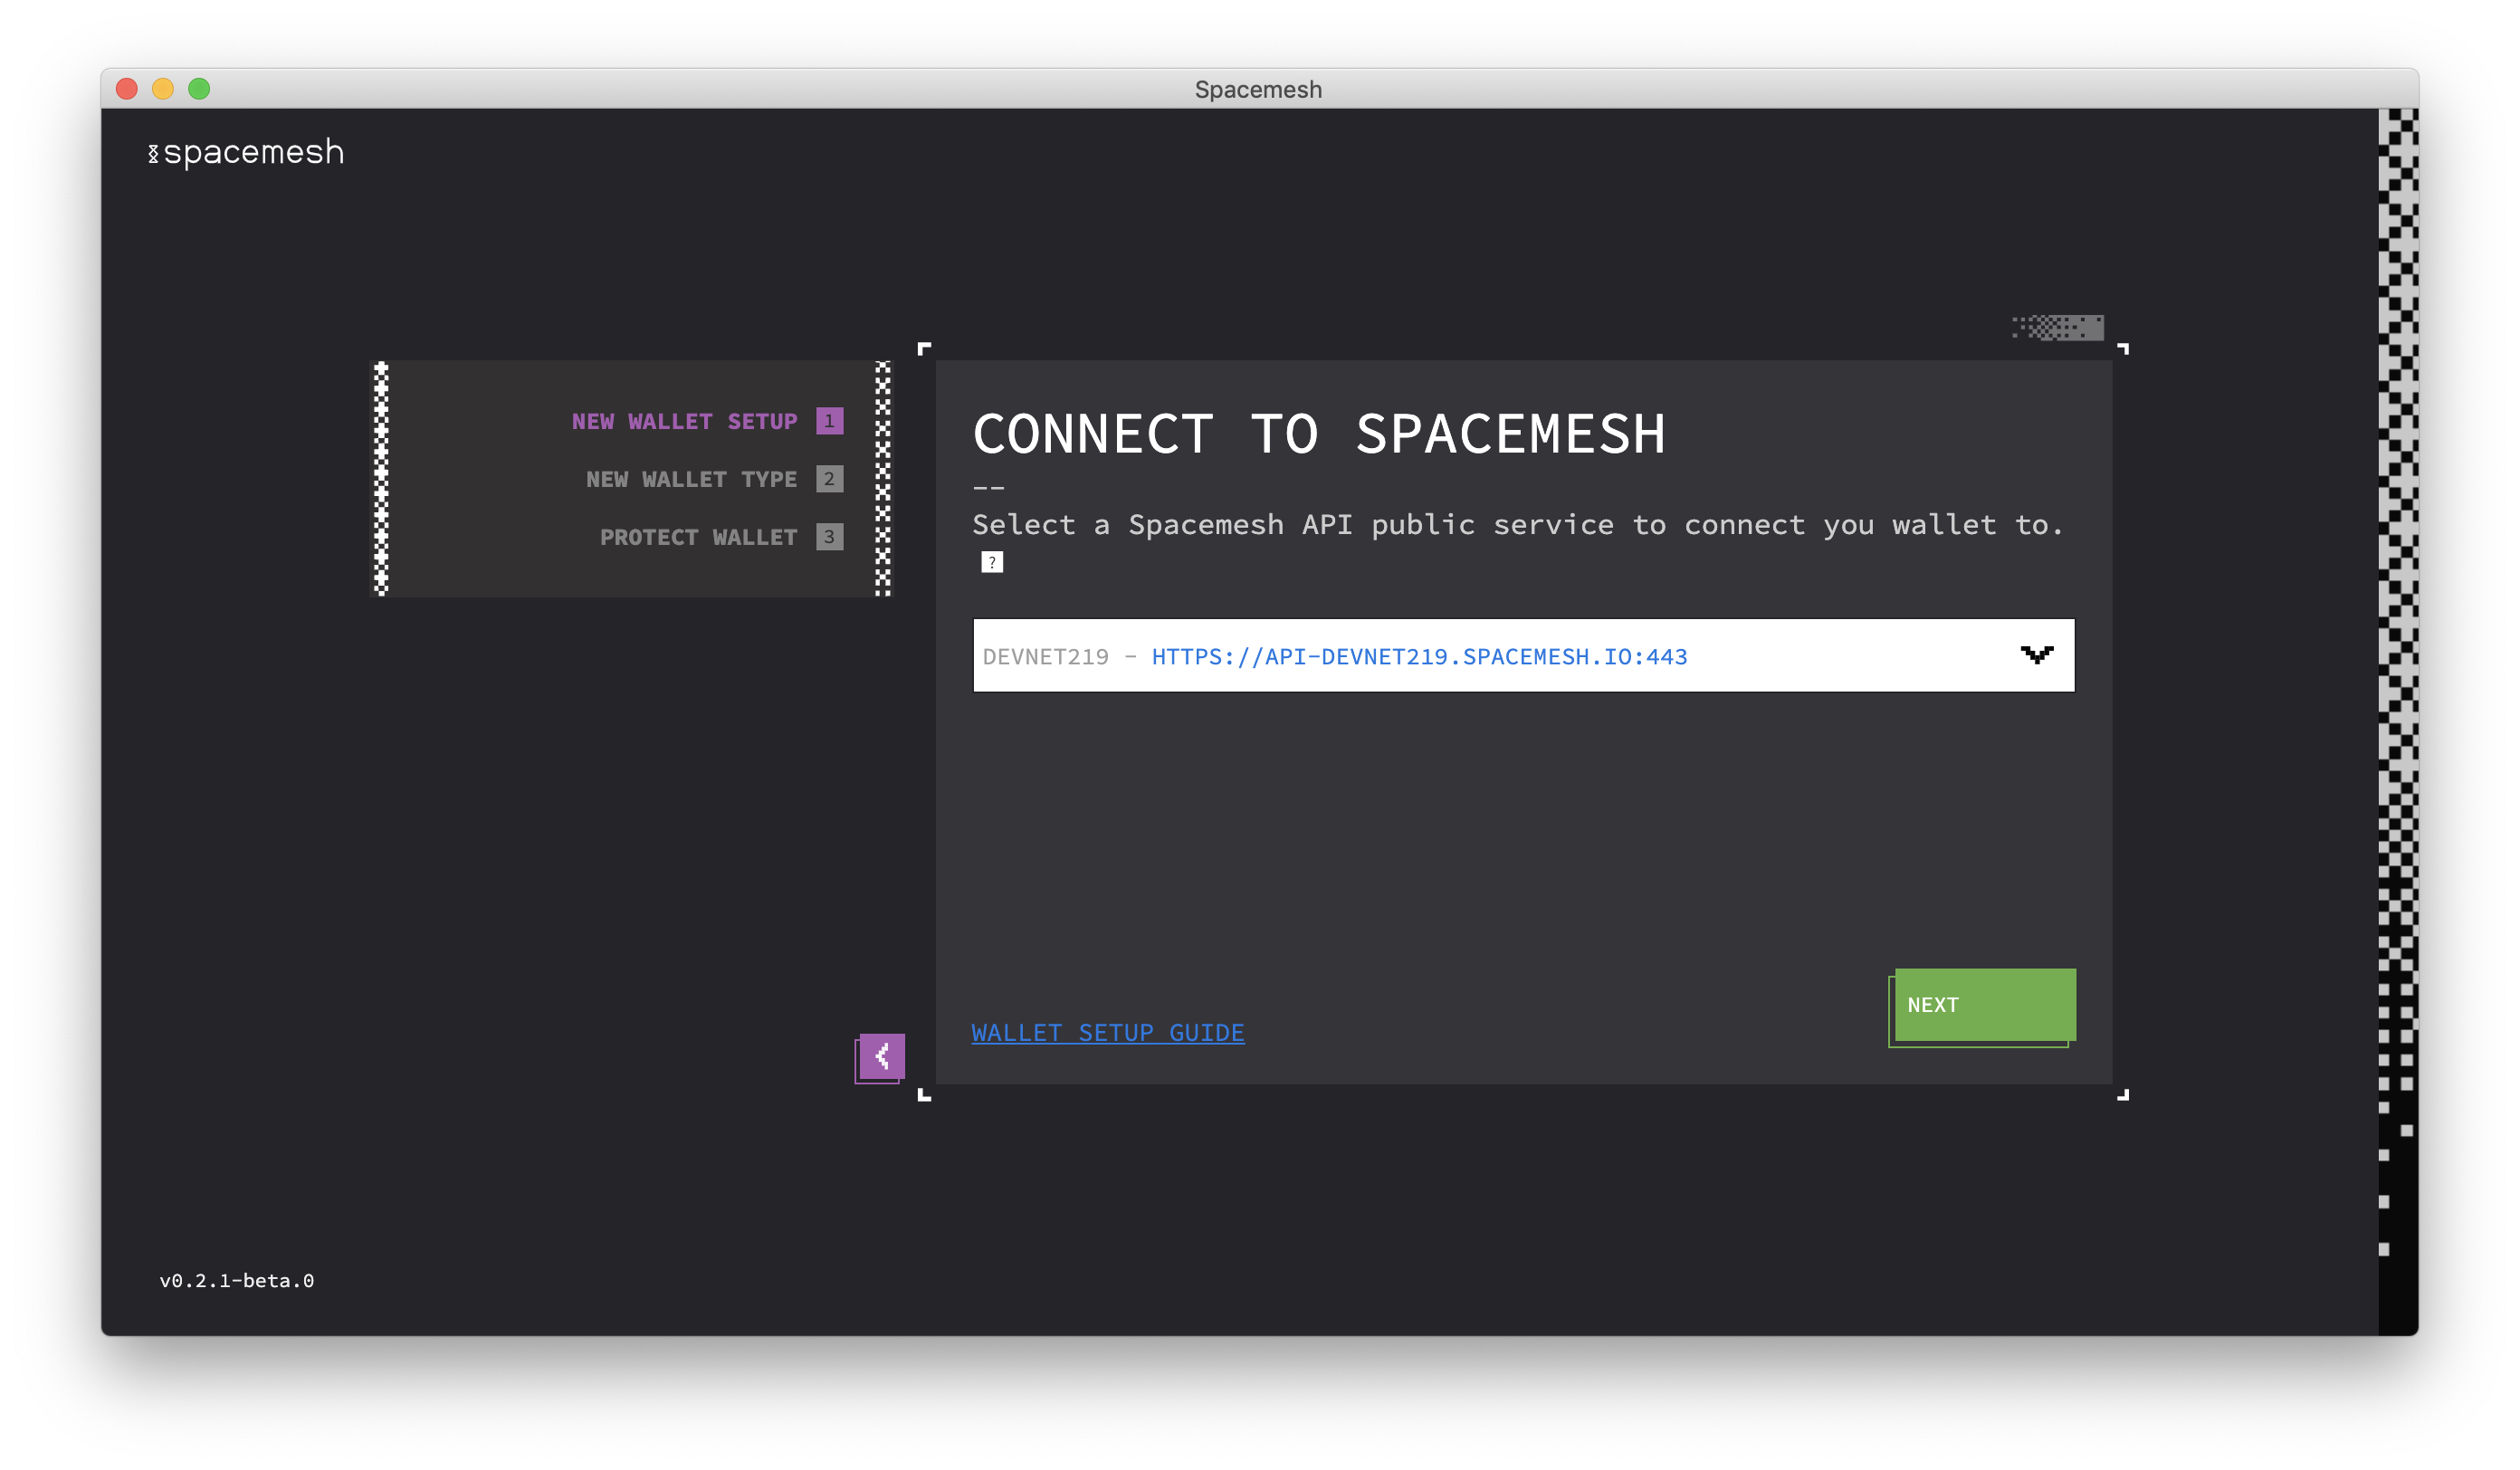 Spacemesh
spacemesh
NEW WALLET SETUP 1
NEW WALLET TYPE 2
PROTECT WALLET 3
CONNECT TO SPACEMESH
--
Select a Spacemesh API public service to connect you wallet to.
?
DEVNET219 - HTTPS://API-DEVNET219.SPACEMESH.IO:443
WALLET SETUP GUIDE
NEXT
v0.2.1-beta.0